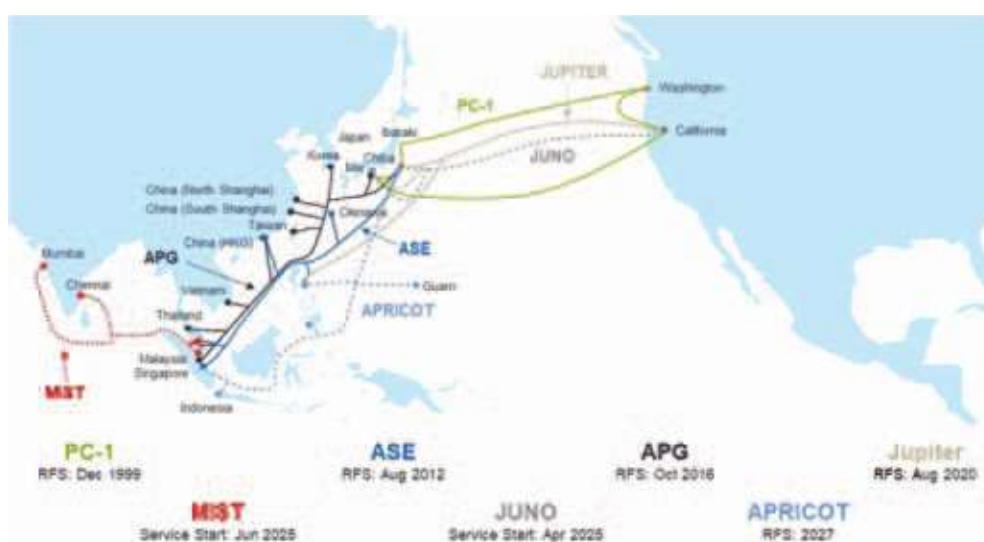 JUPITER
PC-1
Washington
California
JUNO
Japan
Ibaraki
Korea
Chiba
China (North Shanghai)
China (South Shanghai)
Okinawa
Taiwan
China (HKG)
ASE
APG
Mumbai
Chennai
Vietnam
Guam
APRICOT
Thailand
Malaysia
Singapore
MIST
Indonesia
PC-1 ASE APG Jupiter
RFS: Dec 1999 RFS: Aug 2012 RFS: Oct 2016 RFS: Aug 2020
MIST JUNO APRICOT
Service Start: Jun 2025 Service Start: Apr 2025 RFS: 2027